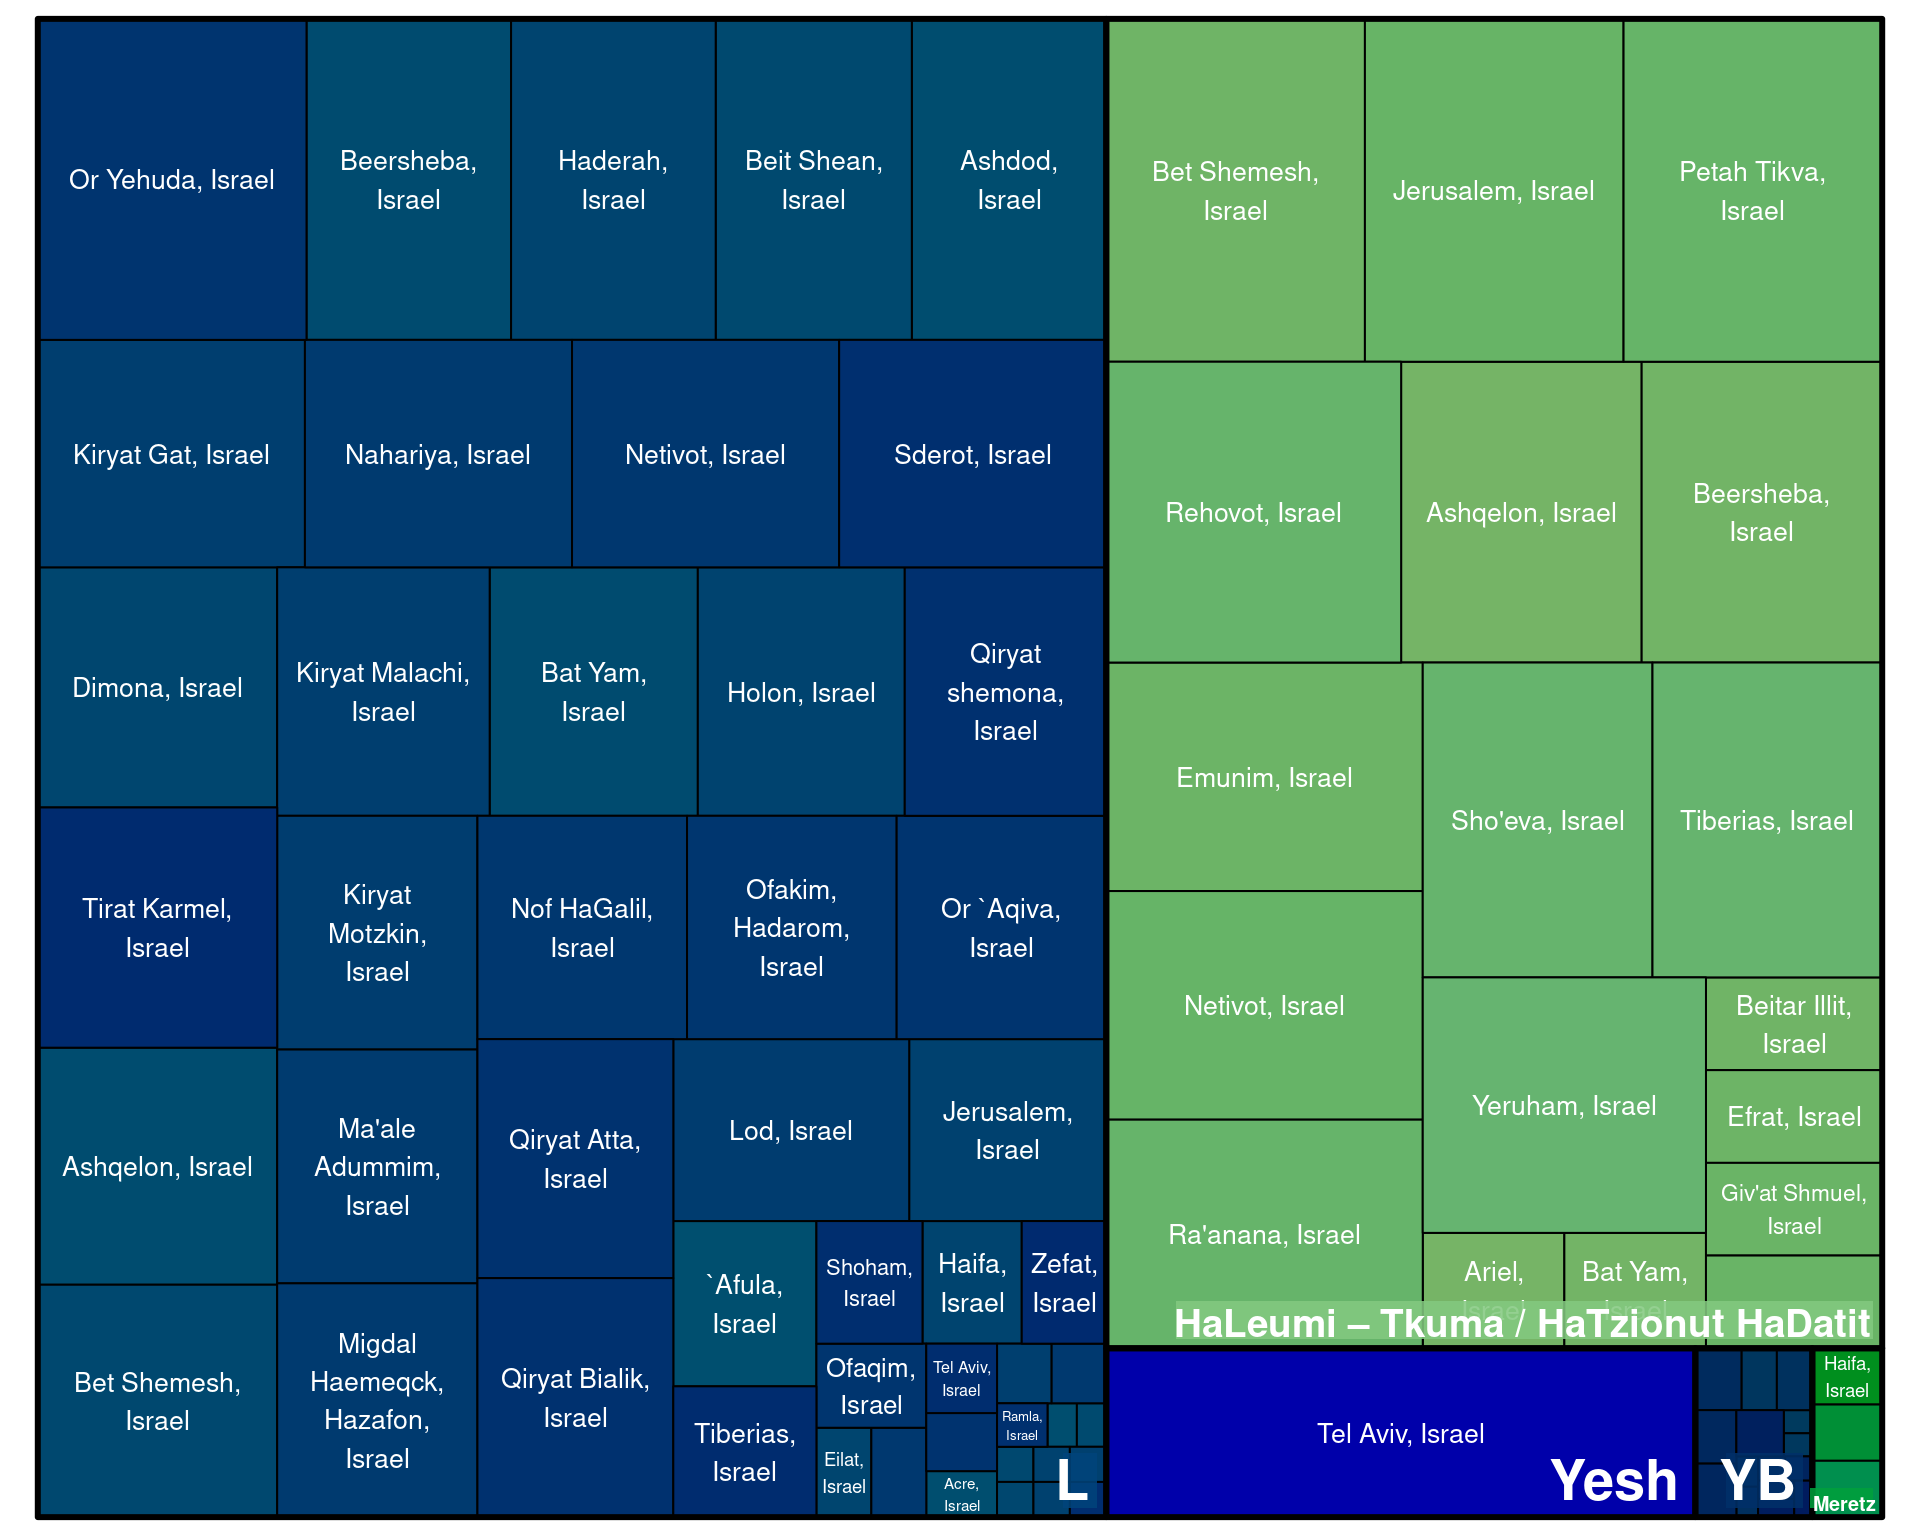 Or Yehuda, Israel
Beersheba,
Israel
Haderah,
Israel
Beit Shean,
Israel
Ashdod,
Israel
Kiryat Gat, Israel
Nahariya, Israel
Netivot, Israel
Sderot, Israel
Dimona, Israel
Kiryat Malachi,
Israel
Bat Yam,
Israel
Holon, Israel
Qiryat
shemona,
Israel
Tirat Karmel,
Israel
Kiryat
Motzkin,
Israel
Nof HaGalil,
Israel
Ofakim,
Hadarom,
Israel
Or `Aqiva,
Israel
Ashqelon, Israel
Ma'ale
Adummim,
Israel
Qiryat Atta,
Israel
Lod, Israel
Jerusalem,
Israel
Bet Shemesh,
Israel
Migdal
Haemeqck,
Hazafon,
Israel
Qiryat Bialik,
Israel
`Afula,
Israel
Shoham,
Israel
Haifa,
Israel
Zefat,
Israel
Tiberias,
Israel
Ofaqim,
Israel
Tel Aviv,
Israel
Ramla,
Israel
Eilat,
Israel
Acre,
Israel
L
Bet Shemesh,
Israel
Jerusalem, Israel
Petah Tikva,
Israel
Rehovot, Israel
Ashqelon, Israel
Beersheba,
Israel
Emunim, Israel
Sho'eva, Israel
Tiberias, Israel
Netivot, Israel
Yeruham, Israel
Beitar Illit,
Israel
Efrat, Israel
Giv'at Shmuel,
Israel
Ra'anana, Israel
Ariel,
Israel
Bat Yam,
Israel
HaLeumi – Tkuma / HaTzionut HaDatit
Tel Aviv, Israel
Yesh
YB
Haifa,
Israel
Meretz